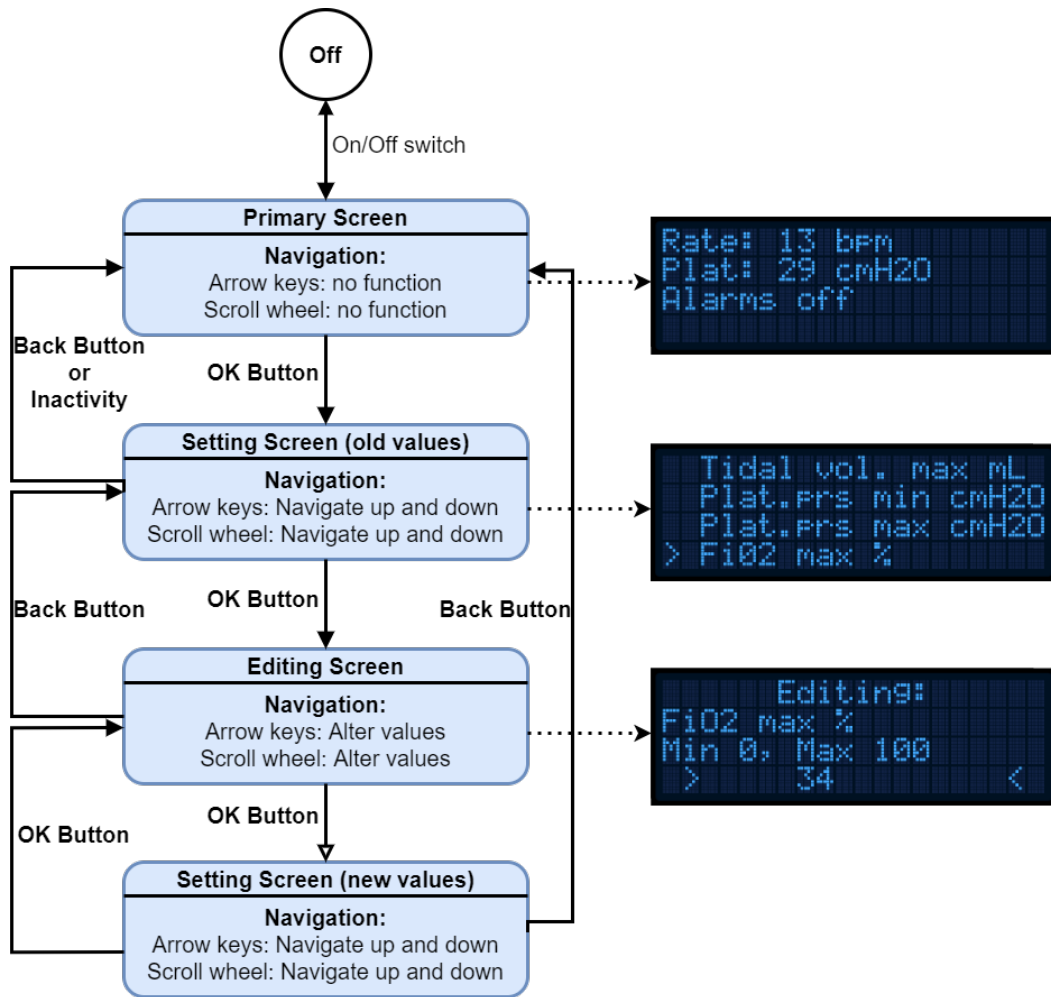 Off
On/Off switch
Primary Screen
Navigation:
Arrow keys: no function
Scroll wheel: no function
Rate: 13 bpm
Plat: 29 cmH2O
Alarms off
Back Button
or
Inactivity
OK Button
Setting Screen (old values)
Navigation:
Arrow keys: Navigate up and down
Scroll wheel: Navigate up and down
Tidal vol. max mL
Plat.prs min cmH2O
Plat.prs max cmH2O
> Fi02 max %
Back Button
OK Button
Back Button
Editing Screen
Navigation:
Arrow keys: Alter values
Scroll wheel: Alter values
Editing:
FiO2 max %
Min 0, Max 100
> 34 <
OK Button
OK Button
Setting Screen (new values)
Navigation:
Arrow keys: Navigate up and down
Scroll wheel: Navigate up and down